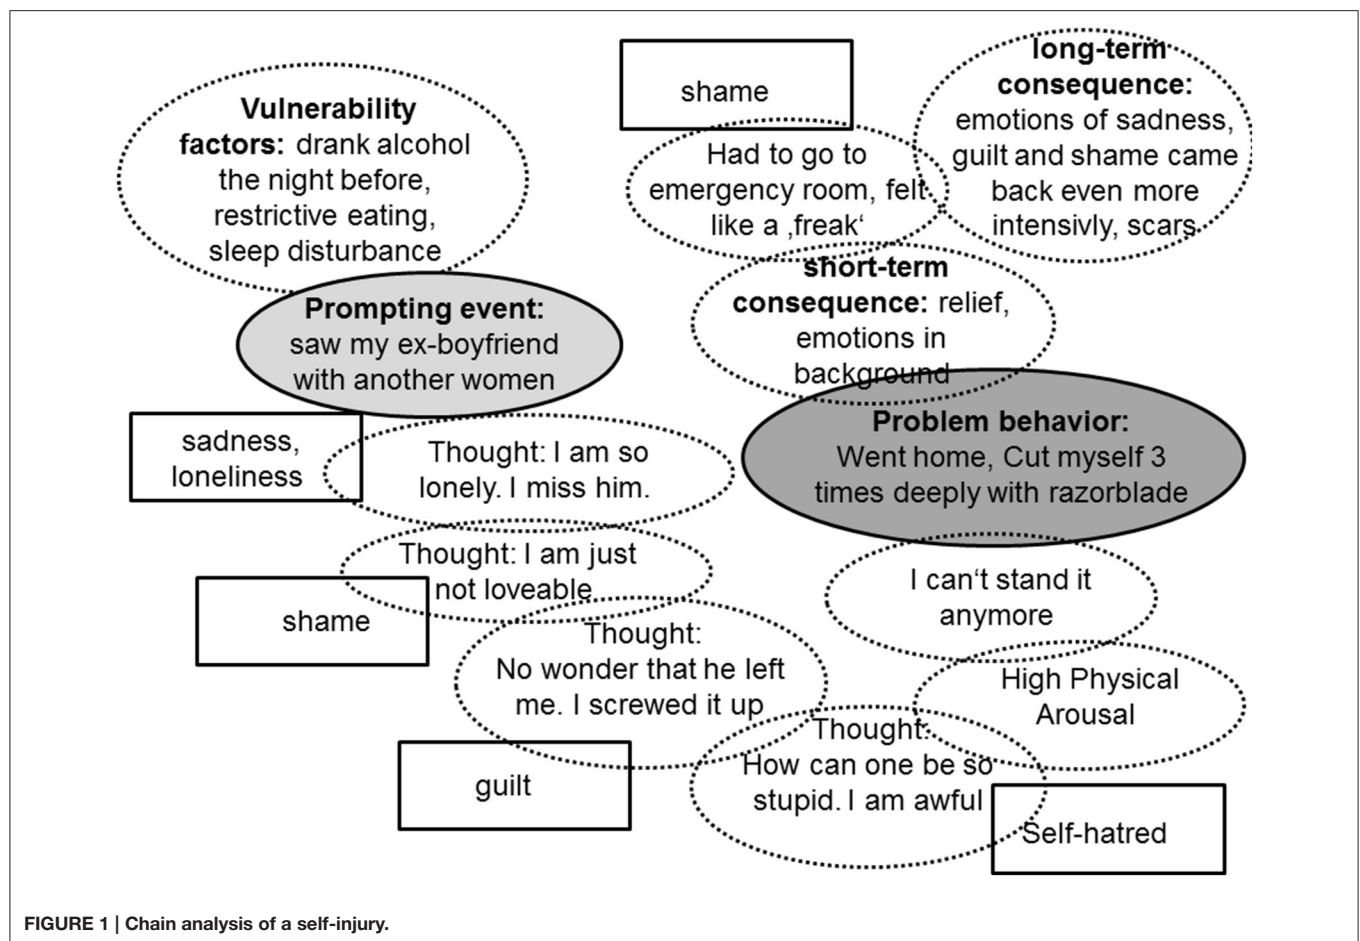 Vulnerability
factors: drank alcohol
the night before,
restrictive eating,
sleep disturbance
Prompting event:
saw my ex-boyfriend
with another women
sadness,
loneliness
Thought: I am so
lonely. I miss him.
Thought: I am just
not loveable
shame
Thought:
No wonder that he left
me. I screwed it up
guilt
Thought:
How can one be so
stupid. I am awful
Self-hatred
High Physical
Arousal
I can‘t stand it
anymore
Problem behavior:
Went home, Cut myself 3
times deeply with razorblade
short-term
consequence: relief,
emotions in
background
Had to go to
emergency room, felt
like a ‚freak‘
shame
long-term
consequence:
emotions of sadness,
guilt and shame came
back even more
intensivly, scars
FIGURE 1 | Chain analysis of a self-injury.